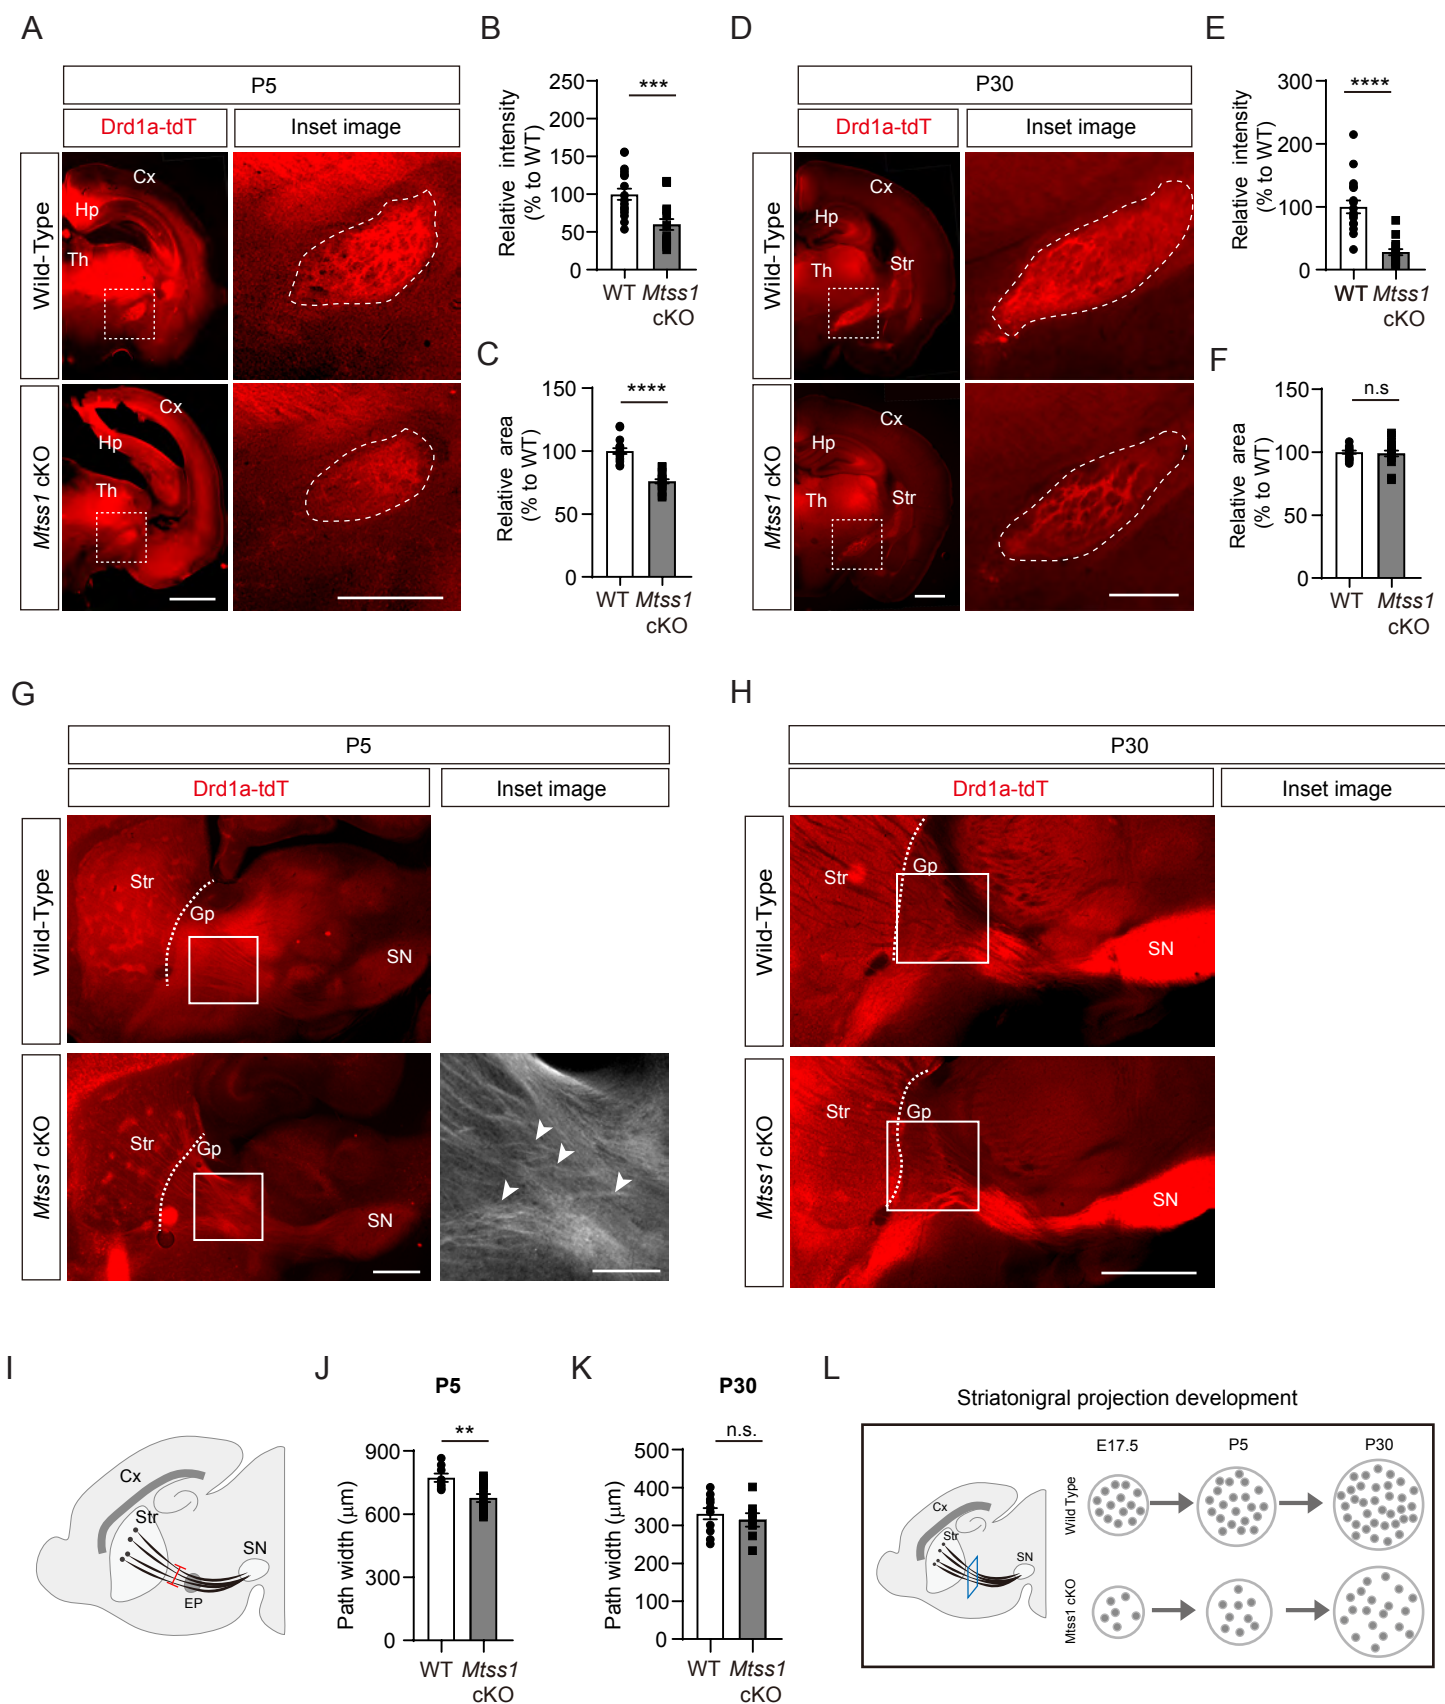 A
P5
Drd1a-tdT
Inset image
Wild-Type
Cx
Hp
Th
Mtss1 cKO
Cx
Hp
Th
B
Relative intensity
(% to WT)
250
200
150
100
50
0
***
WT
Mtss1
cKO
C
Relative area
(% to WT)
150
100
50
0
****
WT
Mtss1
cKO
D
P30
Drd1a-tdT
Inset image
Wild-Type
Cx
Hp
Th
Str
Mtss1 cKO
Cx
Hp
Th
Str
E
Relative intensity
(% to WT)
300
200
100
0
****
WT
Mtss1
cKO
F
Relative area
(% to WT)
150
100
50
0
n.s
WT
Mtss1
cKO
G
P5
Drd1a-tdT
Inset image
Wild-Type
Str
Gp
SN
Mtss1 cKO
Str
Gp
SN
H
P30
Drd1a-tdT
Inset image
Wild-Type
Str
Gp
SN
Mtss1 cKO
Str
Gp
SN
I
Cx
Str
SN
EP
J
P5
Path width (μm)
900
600
300
0
**
WT
Mtss1
cKO
K
P30
Path width (μm)
500
400
300
200
100
0
n.s.
WT
Mtss1
cKO
L
Striatonigral projection development
Cx
Str
SN
E17.5
P5
P30
Wild Type
Mtss1 cKO